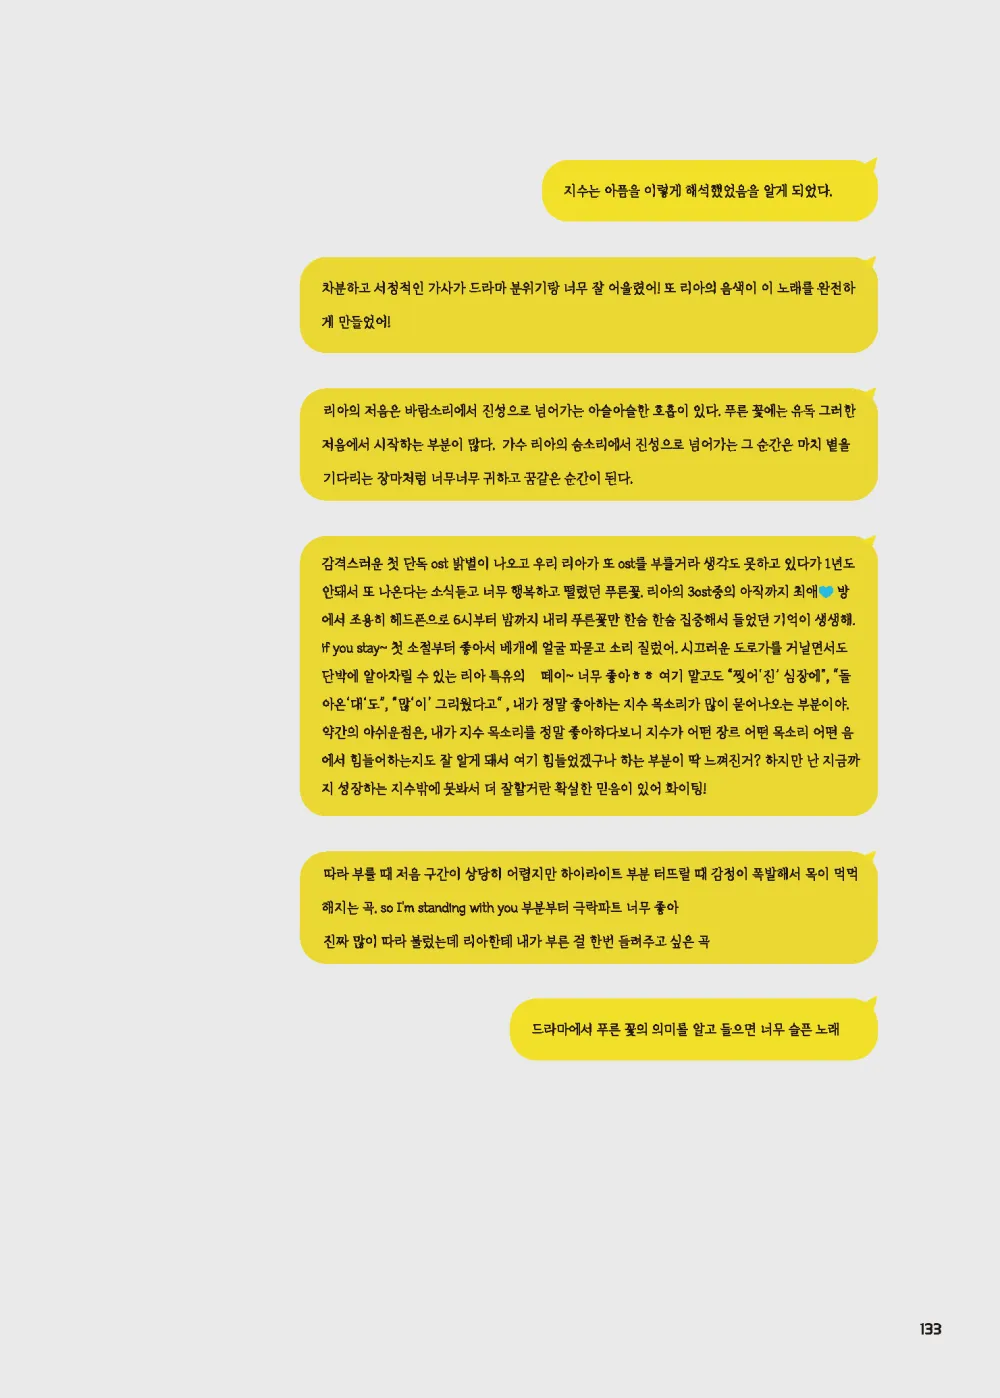 지수는 아픔을 이렇게 해석했었음을 알게 되었다.
차분하고 서정적인 가사가 드라마 분위기랑 너무 잘 어울렸어! 또 리아의 음색이 이 노래를 완전하
게 만들었어!
리아의 저음은 바람소리에서 진성으로 넘어가는 아슬아슬한 호흡이 있다. 푸른 꽃에는 유독 그러한
저음에서 시작하는 부분이 많다. 가수 리아의 숨소리에서 진성으로 넘어가는 그 순간은 마치 볕을
기다리는 장마처럼 너무너무 귀하고 꿈같은 순간이 된다.
감격스러운 첫 단독 ost 밝별이 나오고 우리 리아가 또 ost를 부를거라 생각도 못하고 있다가 1년도
안돼서 또 나온다는 소식듣고 너무 행복하고 떨렸던 푸른꽃. 리아의 3ost중의 아직까지 최애💙 방
에서 조용히 헤드폰으로 6시부터 밤까지 내리 푸른꽃만 한숨 한숨 집중해서 들었던 기억이 생생해.
If you stay~ 첫 소절부터 좋아서 베개에 얼굴 파묻고 소리 질렀어. 시끄러운 도로가를 거닐면서도
단박에 알아차릴 수 있는 리아 특유의 떼이~ 너무 좋아ㅎㅎ 여기 말고도 “찢어‘진’ 심장에”, “돌
아온‘대‘도”, “많‘이’ 그리웠다고“ , 내가 정말 좋아하는 지수 목소리가 많이 묻어나오는 부분이야.
약간의 아쉬운점은, 내가 지수 목소리를 정말 좋아하다보니 지수가 어떤 장르 어떤 목소리 어떤 음
에서 힘들어하는지도 잘 알게 돼서 여기 힘들었겠구나 하는 부분이 딱 느껴진거? 하지만 난 지금까
지 성장하는 지수밖에 못봐서 더 잘할거란 확실한 믿음이 있어 화이팅!
따라 부를 때 저음 구간이 상당히 어렵지만 하이라이트 부분 터뜨릴 때 감정이 폭발해서 목이 먹먹
해지는 곡. so I'm standing with you 부분부터 극락파트 너무 좋아
진짜 많이 따라 불렀는데 리아한테 내가 부른 걸 한번 들려주고 싶은 곡
드라마에서 푸른 꽃의 의미를 알고 들으면 너무 슬픈 노래
133